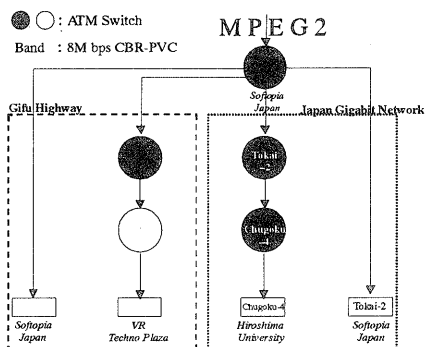 : ATM Switch
MPEG2
Band : 8M bps CBR-PVC
Softopia
Japan
Gifu Highway
Japan Gigabit Network
Tokai
-2
Chugoku
-4
Chugoku-4
Tokai-2
Softopia
Japan
VR
Techno Plaza
Hiroshima
University
Softopia
Japan